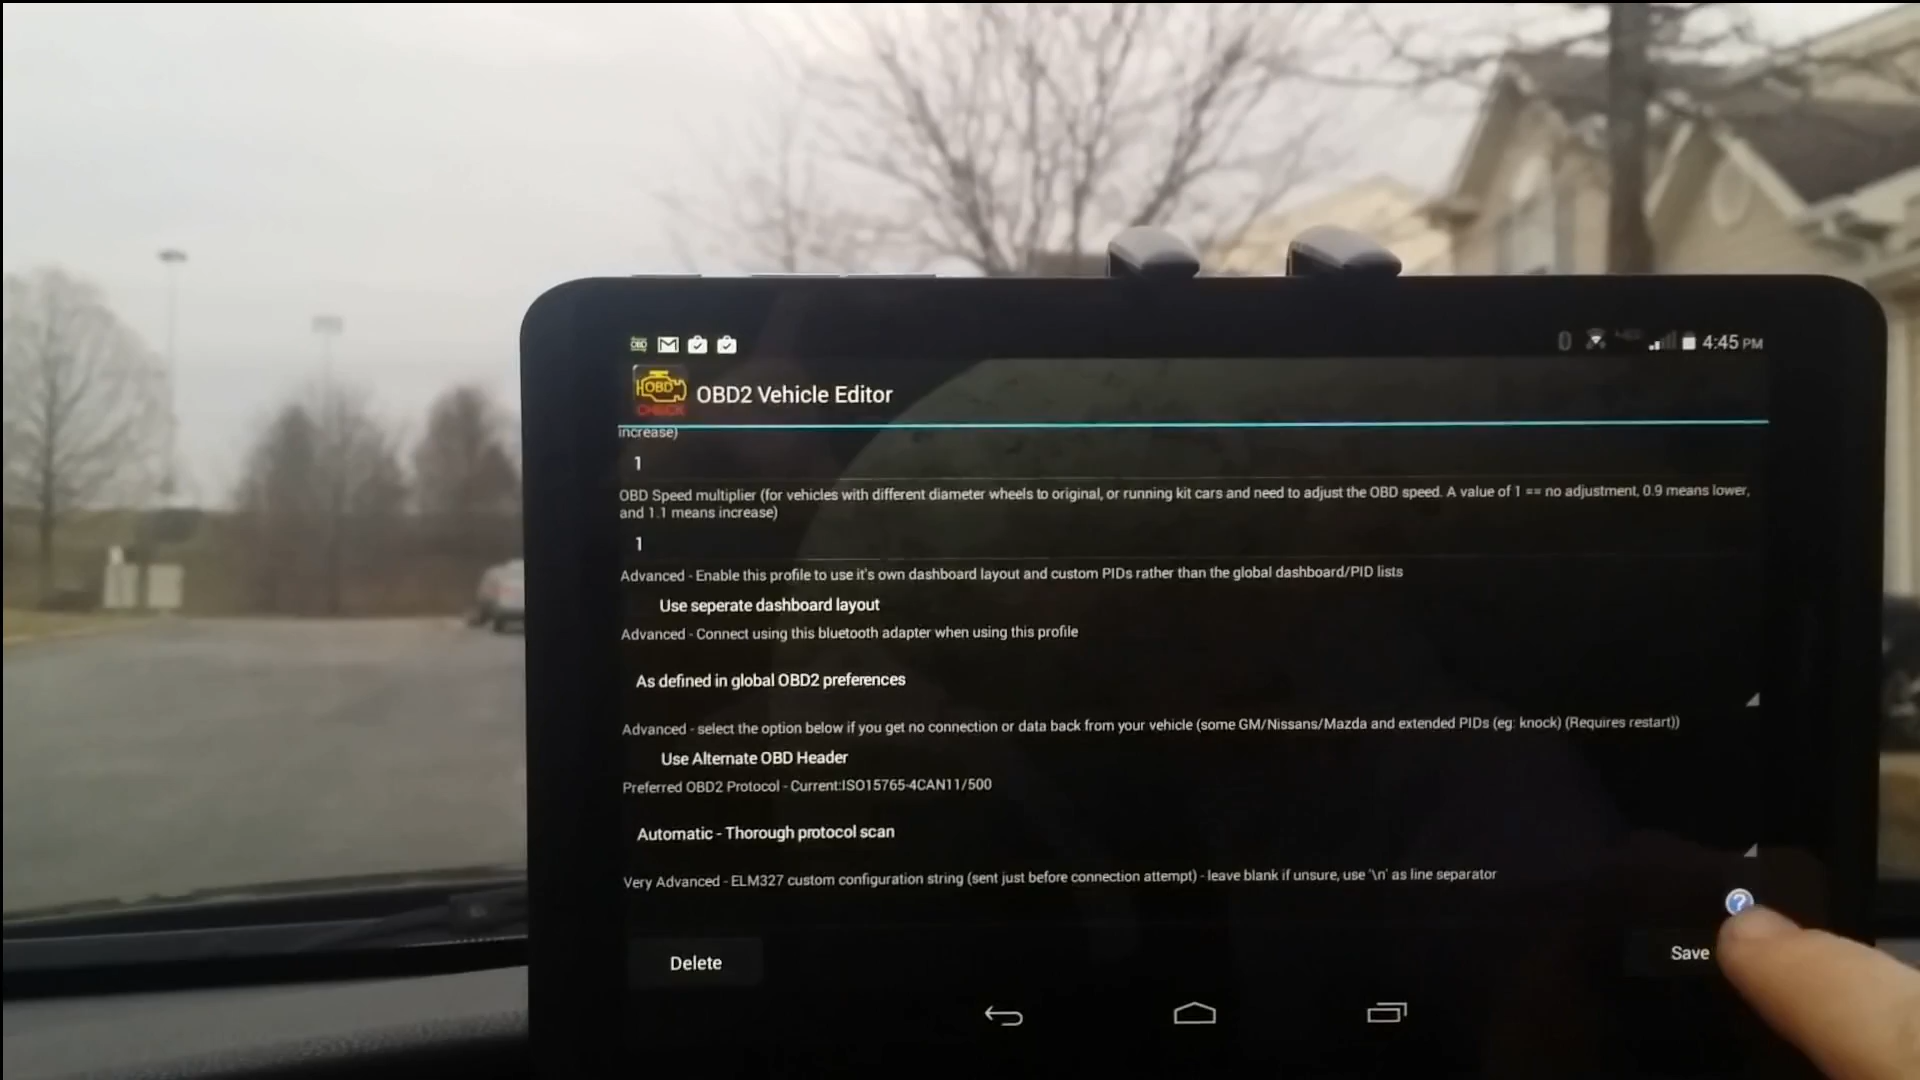 OBD
4:45 PM
OBD
CHECK
OBD2 Vehicle Editor
increase)
1
OBD Speed multiplier (for vehicles with different diameter wheels to original, or running kit cars and need to adjust the OBD speed. A value of 1 == no adjustment, 0.9 means lower,
and 1.1 means increase)
1
Advanced - Enable this profile to use it's own dashboard layout and custom PIDs rather than the global dashboard/PID lists
Use seperate dashboard layout
Advanced - Connect using this bluetooth adapter when using this profile
As defined in global OBD2 preferences
Advanced - select the option below if you get no connection or data back from your vehicle (some GM/Nissans/Mazda and extended PIDs (eg: knock) (Requires restart))
Use Alternate OBD Header
Preferred OBD2 Protocol - Current:ISO15765-4CAN11/500
Automatic - Thorough protocol scan
Very Advanced - ELM327 custom configuration string (sent just before connection attempt) - leave blank if unsure, use '\n' as line separator
?
Delete
Save